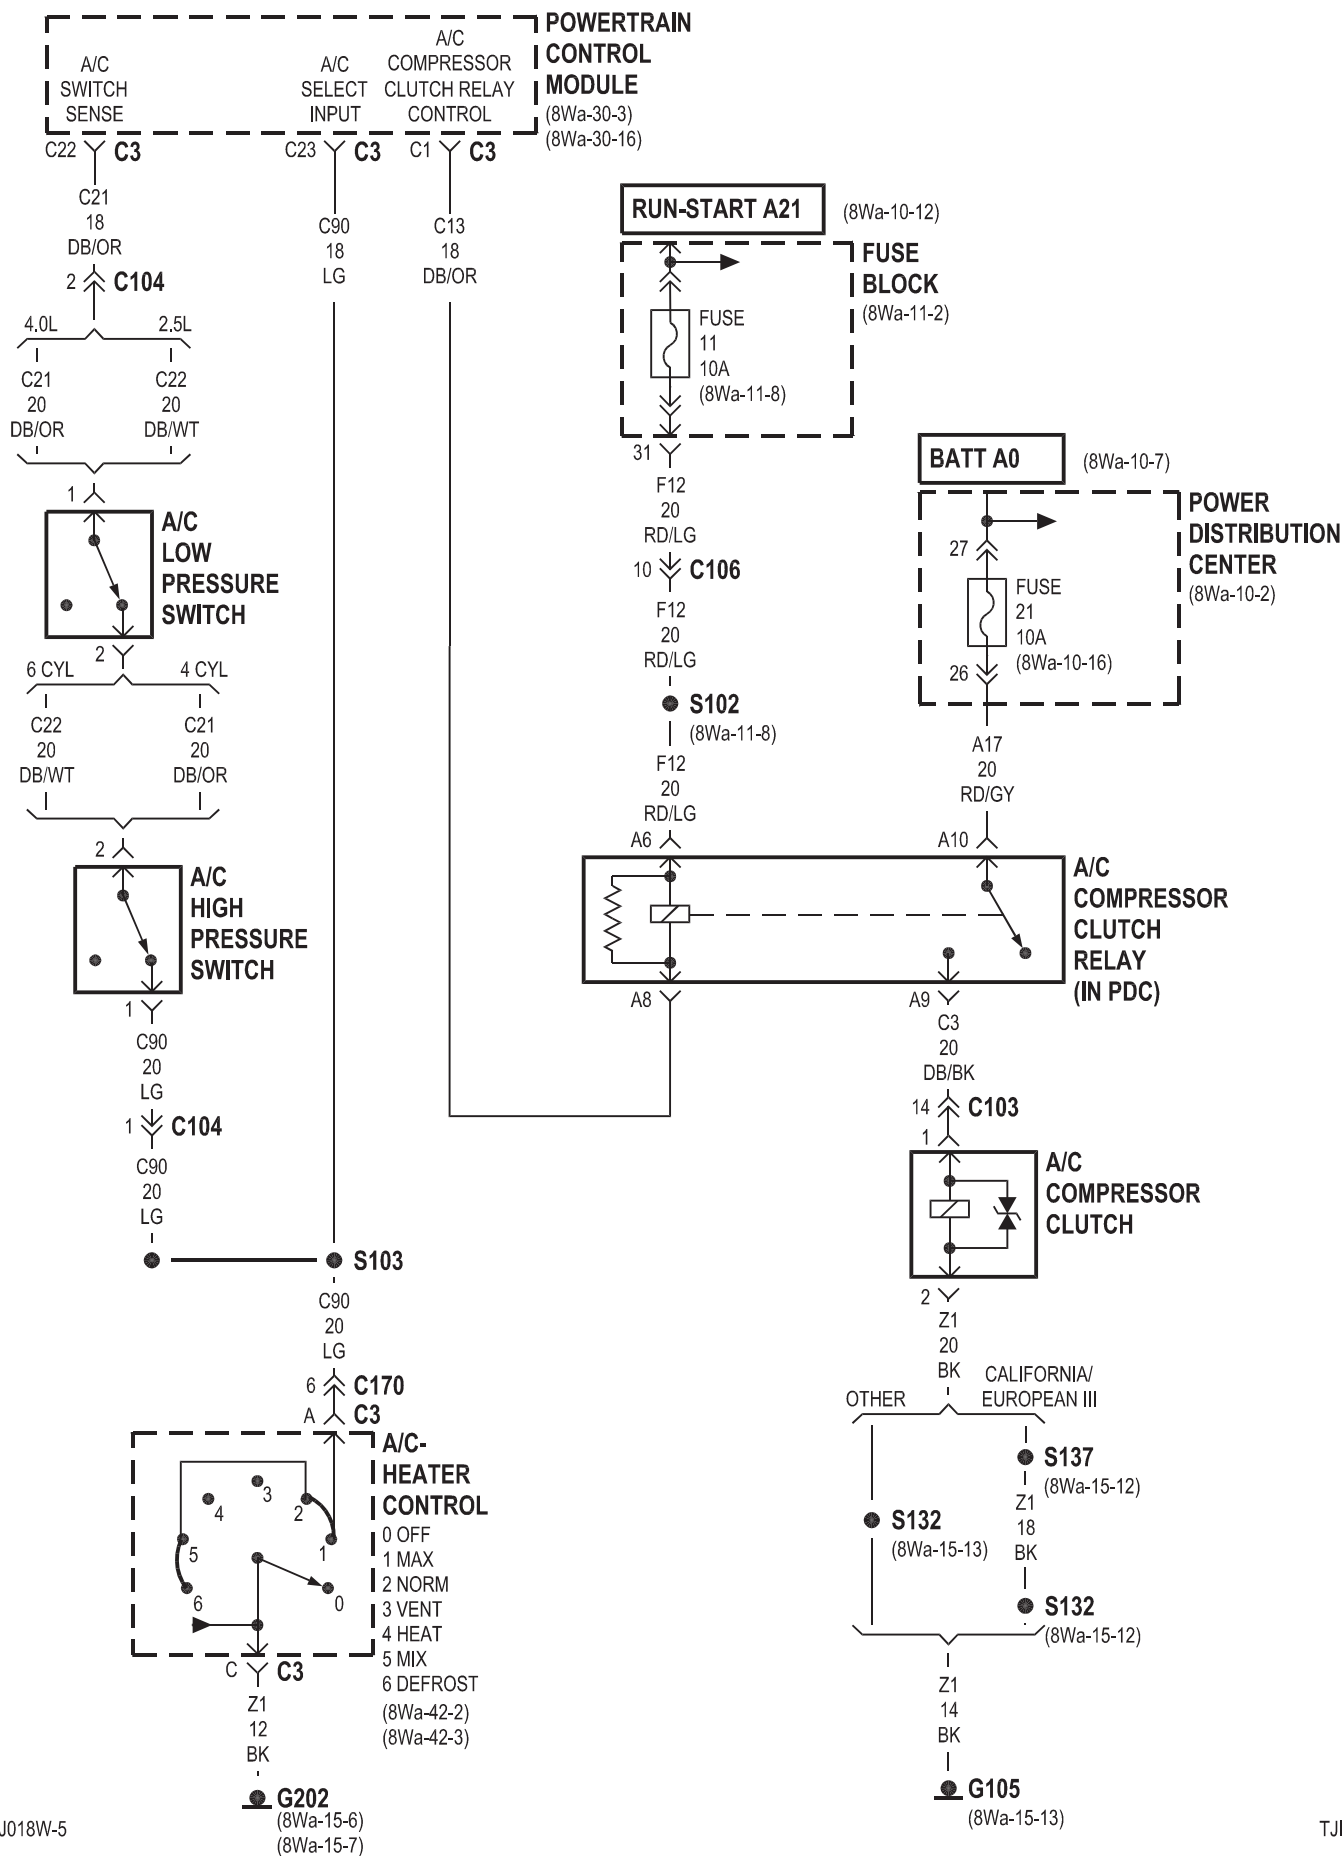 POWERTRAIN
CONTROL
MODULE
(8Wa-30-3)
(8Wa-30-16)
A/C
SWITCH
SENSE
A/C
SELECT
INPUT
A/C
COMPRESSOR
CLUTCH RELAY
CONTROL
C22
C3
C23
C3
C1
C3
C21
18
DB/OR
2
C104
4.0L
2.5L
C21
20
DB/OR
C22
20
DB/WT
1
A/C
LOW
PRESSURE
SWITCH
2
6 CYL
4 CYL
C22
20
DB/WT
C21
20
DB/OR
2
A/C
HIGH
PRESSURE
SWITCH
1
C90
20
LG
1
C104
C90
20
LG
C90
18
LG
S103
C90
20
LG
6
C170
A
C3
A/C-
HEATER
CONTROL
0 OFF
1 MAX
2 NORM
3 VENT
4 HEAT
5 MIX
6 DEFROST
(8Wa-42-2)
(8Wa-42-3)
3
4
2
5
1
6
0
C
C3
Z1
12
BK
G202
(8Wa-15-6)
(8Wa-15-7)
C13
18
DB/OR
RUN-START A21
(8Wa-10-12)
FUSE
BLOCK
(8Wa-11-2)
FUSE
11
10A
(8Wa-11-8)
31
F12
20
RD/LG
10
C106
F12
20
RD/LG
S102
(8Wa-11-8)
F12
20
RD/LG
A6
BATT A0
(8Wa-10-7)
POWER
DISTRIBUTION
CENTER
(8Wa-10-2)
27
FUSE
21
10A
(8Wa-10-16)
26
A17
20
RD/GY
A10
A/C
COMPRESSOR
CLUTCH
RELAY
(IN PDC)
A8
A9
C3
20
DB/BK
14
C103
1
A/C
COMPRESSOR
CLUTCH
2
Z1
20
BK
OTHER
CALIFORNIA/
EUROPEAN III
S137
(8Wa-15-12)
Z1
18
BK
S132
(8Wa-15-13)
S132
(8Wa-15-12)
Z1
14
BK
G105
(8Wa-15-13)
J018W-5
TJI